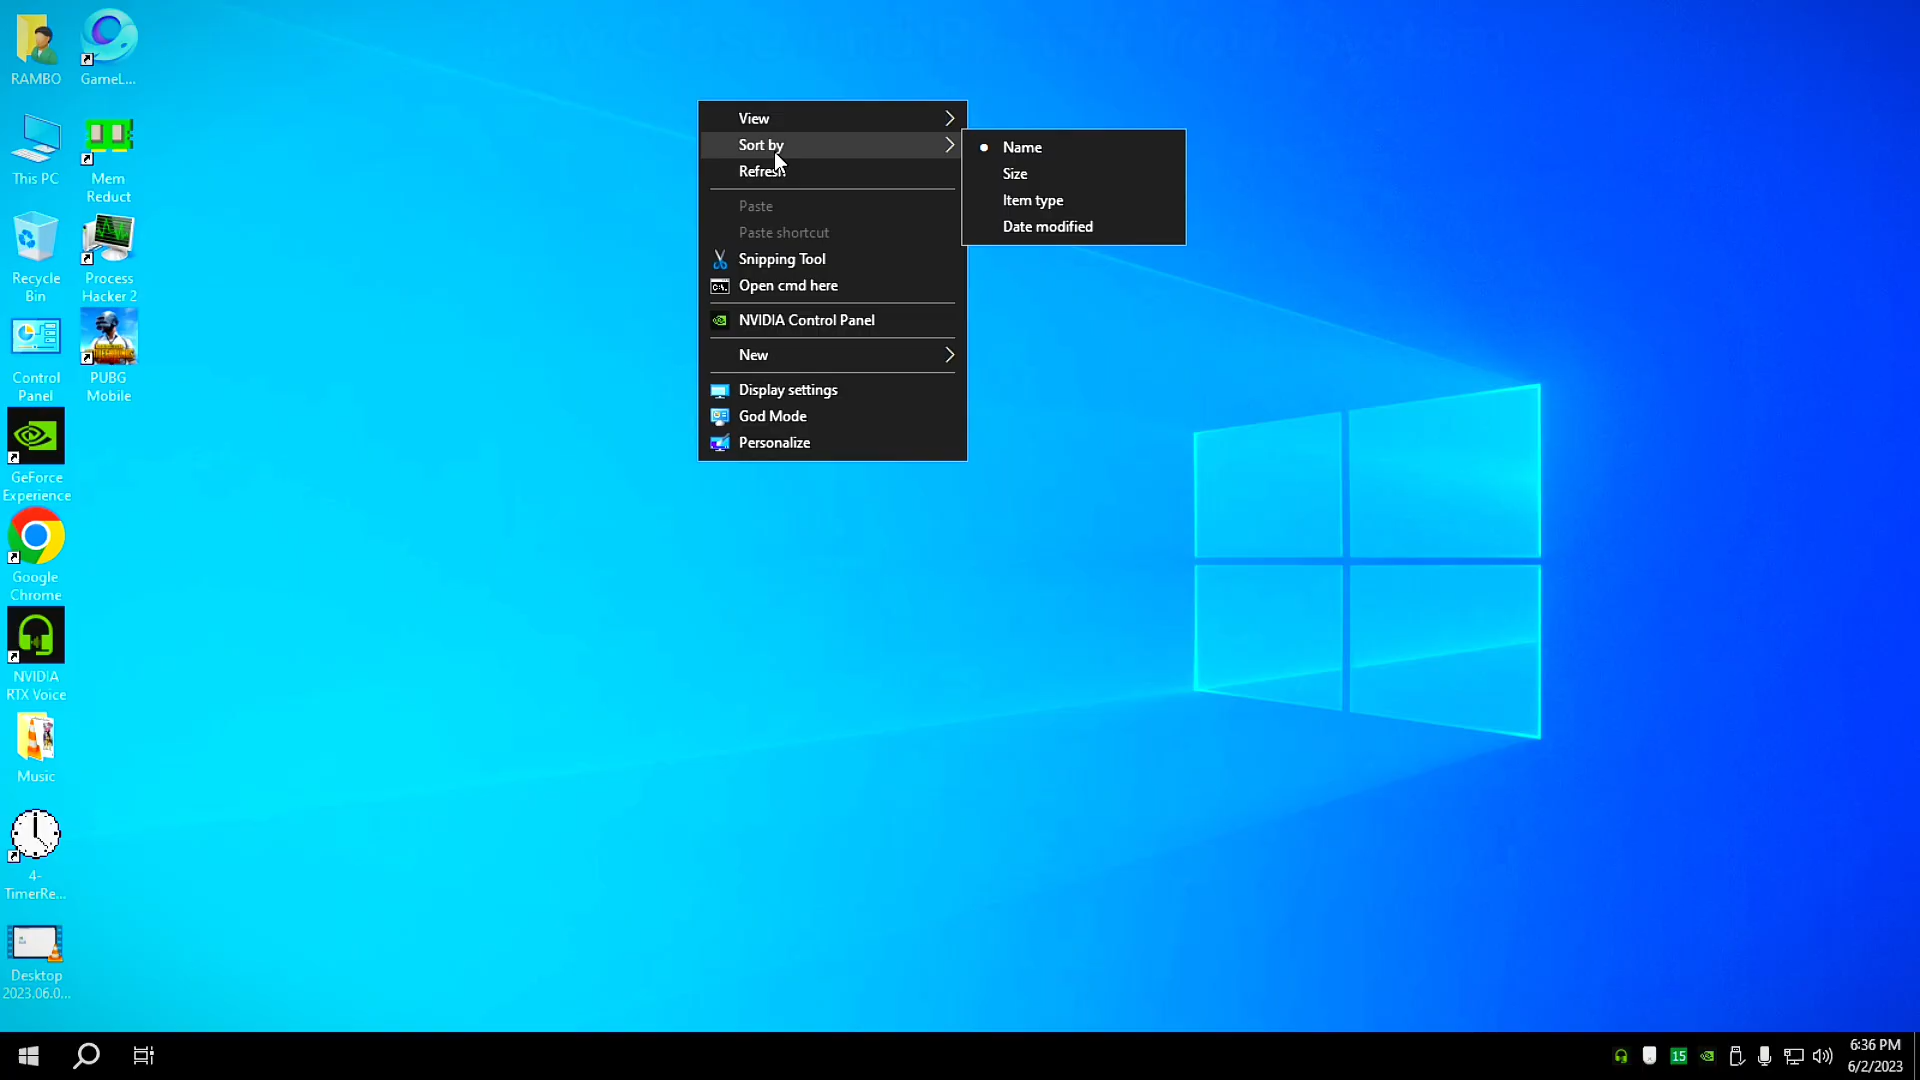 RAMBO
GameL...
This PC
Mem
Reduct
Recycle
Bin
Process
Hacker 2
Control
Panel
PUBG
Mobile
GeForce
Experience
Google
Chrome
NVIDIA
RTX Voice
Music
4-
TimerRe...
Desktop
2023.06.0...
View
Sort by
Refresh
Paste
Paste shortcut
Snipping Tool
Open cmd here
NVIDIA Control Panel
New
Display settings
God Mode
Personalize
Name
Size
Item type
Date modified
15
6:36 PM
6/2/2023